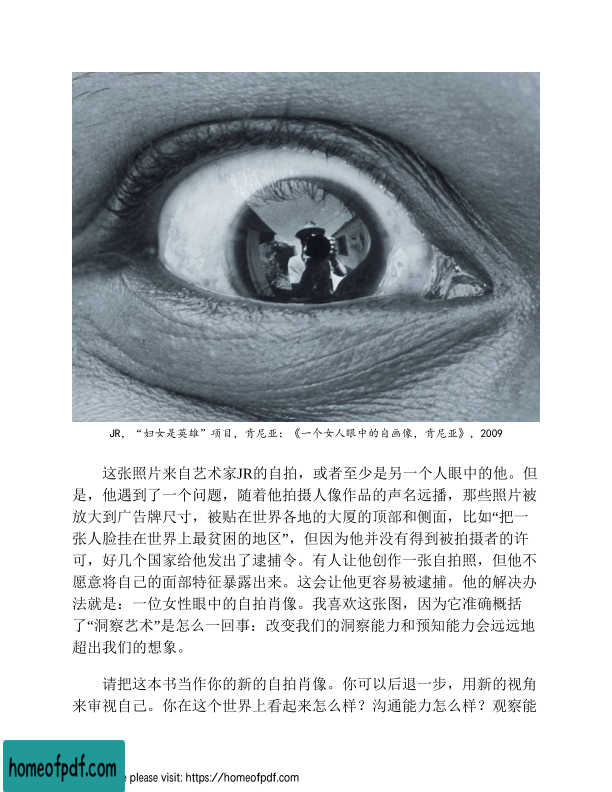 JR，“妇女是英雄”项目，肯尼亚：《一个女人眼中的自画像，肯尼亚》，2009
这张照片来自艺术家JR的自拍，或者至少是另一个人眼中的他。但
是，他遇到了一个问题，随着他拍摄人像作品的声名远播，那些照片被
放大到广告牌尺寸，被贴在世界各地的大厦的顶部和侧面，比如“把一
张人脸挂在世界上最贫困的地区”，但因为他并没有得到被拍摄者的许
可，好几个国家给他发出了逮捕令。有人让他创作一张自拍照，但他不
愿意将自己的面部特征暴露出来。这会让他更容易被逮捕。他的解决办
法就是：一位女性眼中的自拍肖像。我喜欢这张图，因为它准确概括
了“洞察艺术”是怎么一回事：改变我们的洞察能力和预知能力会远远地
超出我们的想象。
请把这本书当作你的新的自拍肖像。你可以后退一步，用新的视角
来审视自己。你在这个世界上看起来怎么样？沟通能力怎么样？观察能
homeofpdf.com
e please visit: https://homeofpdf.com